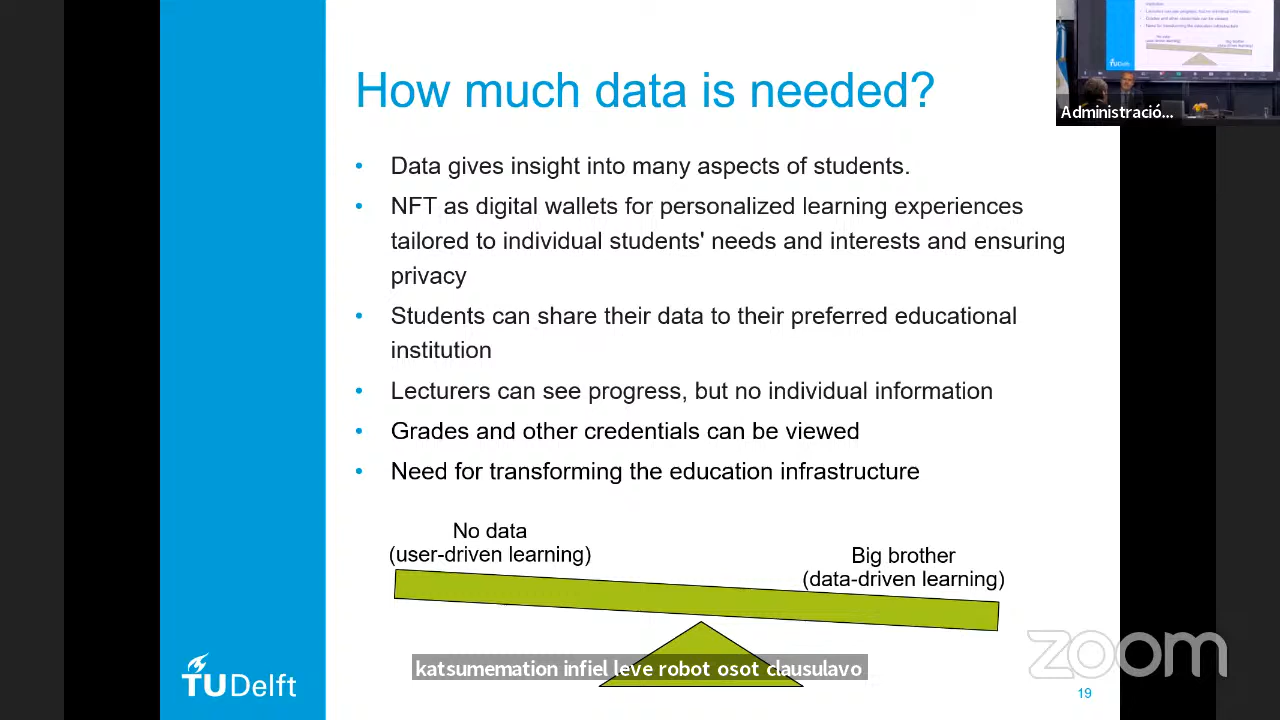 How much data is needed?
Administració...
• Data gives insight into many aspects of students.
• NFT as digital wallets for personalized learning experiences
tailored to individual students' needs and interests and ensuring
privacy
• Students can share their data to their preferred educational
institution
• Lecturers can see progress, but no individual information
• Grades and other credentials can be viewed
• Need for transforming the education infrastructure
No data
(user-driven learning)
Big brother
(data-driven learning)
katsumemation infiel leve robot osot clausulavo
TUDelft
zoom
19